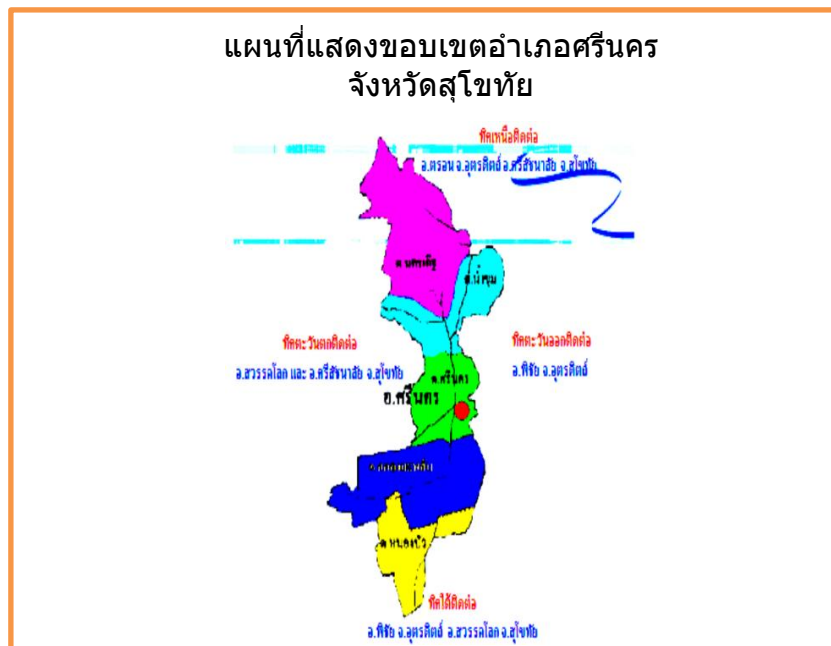 แผนที่แสดงขอบเขตอำเภอศรีนคร
จังหวัดสุโขทัย
ทิศเหนือติดต่อ
อ.ตรอน จ.อุตรดิตถ์ อ.ศรีสัชนาลัย จ.สุโขทัย
ต.นครเดิฐ
ต.น้ำขุม
ทิศตะวันตกติดต่อ
อ.สวรรคโลก และ อ.ศรีสัชนาลัย จ.สุโขทัย
ทิศตะวันออกติดต่อ
อ.พิชัย จ.อุตรดิตถ์
ต.ศรีนคร
อ.ศรีนคร
ต.หนองบัว
ทิศใต้ติดต่อ
อ.พิชัย จ.อุตรดิตถ์ อ.สวรรคโลก จ.สุโขทัย